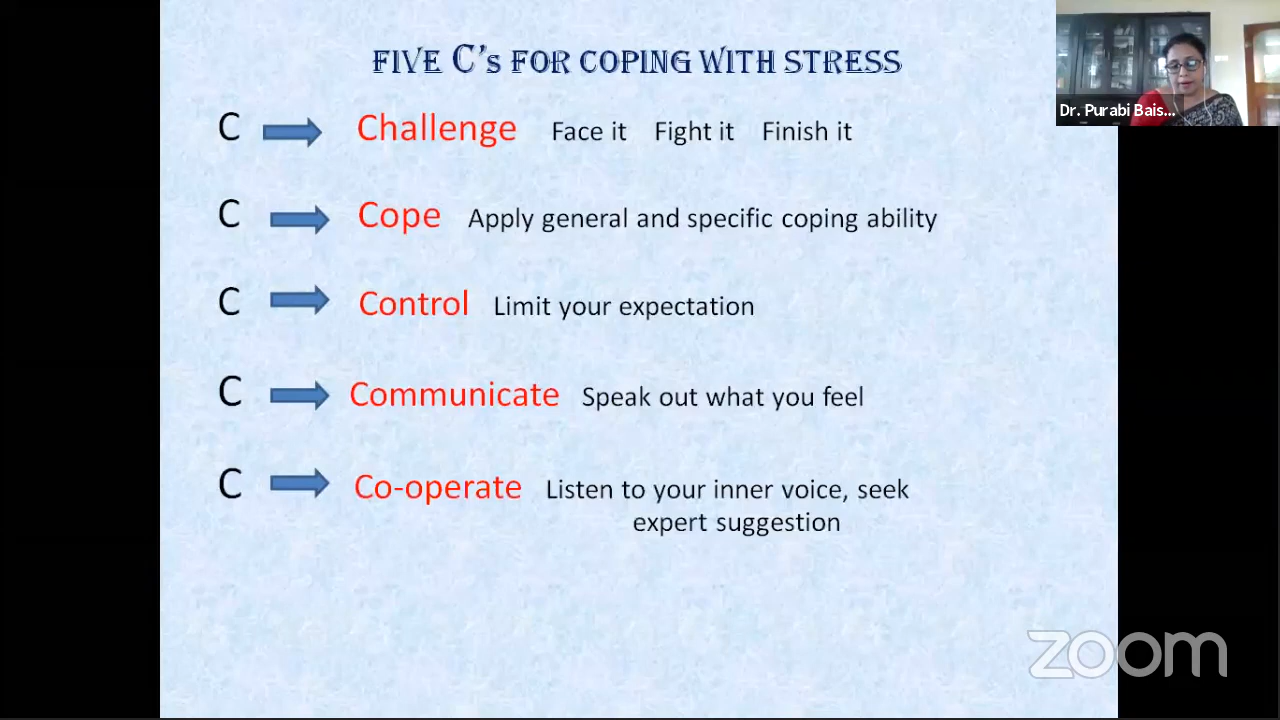 FIVE C's FOR COPING WITH STRESS
Dr. Purabi Bais...
C Challenge Face it Fight it Finish it
C Cope Apply general and specific coping ability
C Control Limit your expectation
C Communicate Speak out what you feel
C Co-operate Listen to your inner voice, seek
expert suggestion
zoom